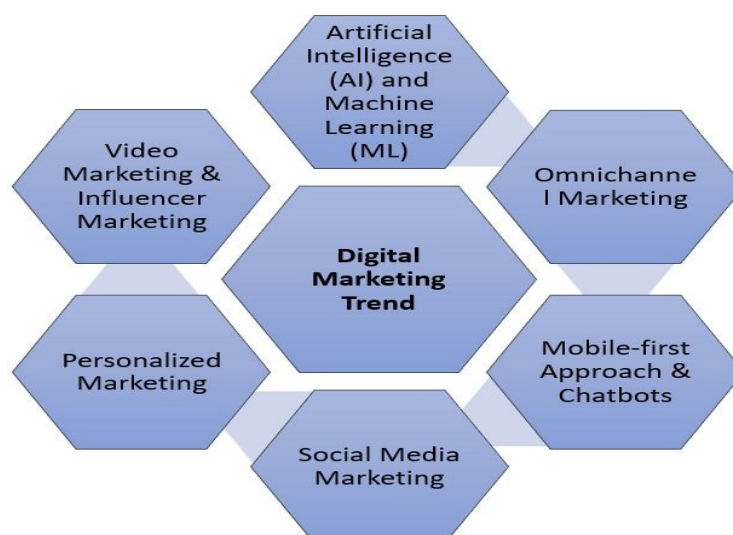 Artificial
Intelligence
(AI) and
Machine
Learning
(ML)
Omnichanne
l Marketing
Mobile-first
Approach &
Chatbots
Social Media
Marketing
Personalized
Marketing
Video
Marketing &
Influencer
Marketing
Digital
Marketing
Trend